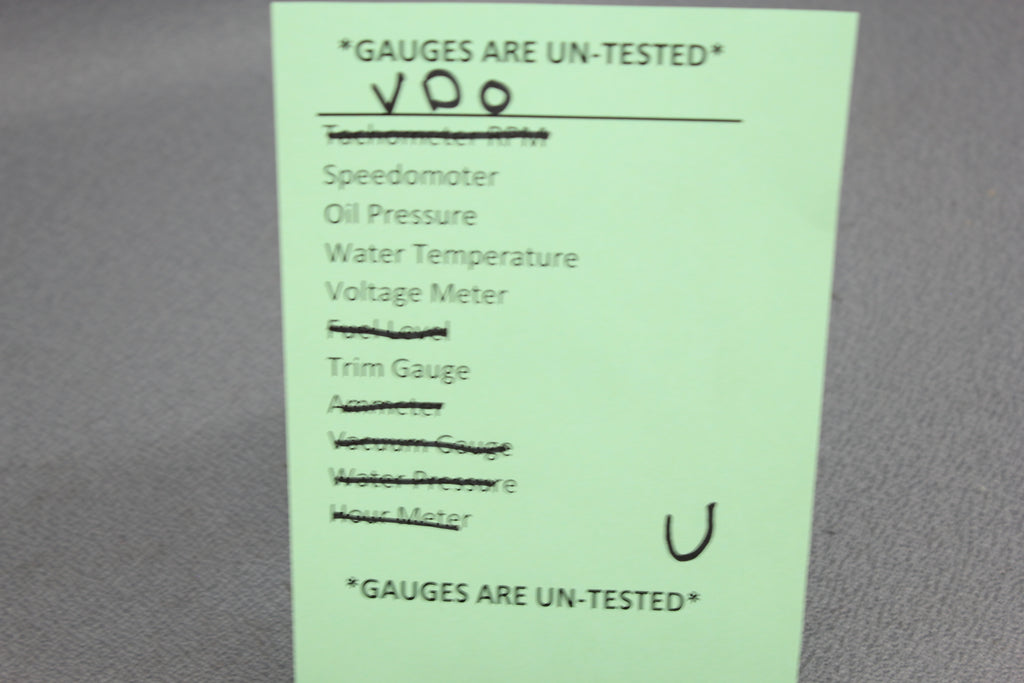 *GAUGES ARE UN-TESTED*
VDO
Tachometer RPM
Speedomoter
Oil Pressure
Water Temperature
Voltage Meter
Fuel Level
Trim Gauge
Ammeter
Vacuum Gauge
Water Pressure
Hour Meter
U
*GAUGES ARE UN-TESTED*